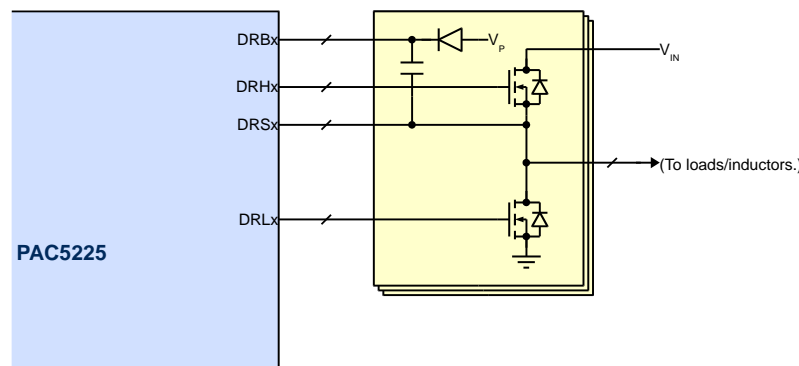 DRBx
V_P
V_IN
DRHx
DRSx
(To loads/inductors.)
DRLx
PAC5225